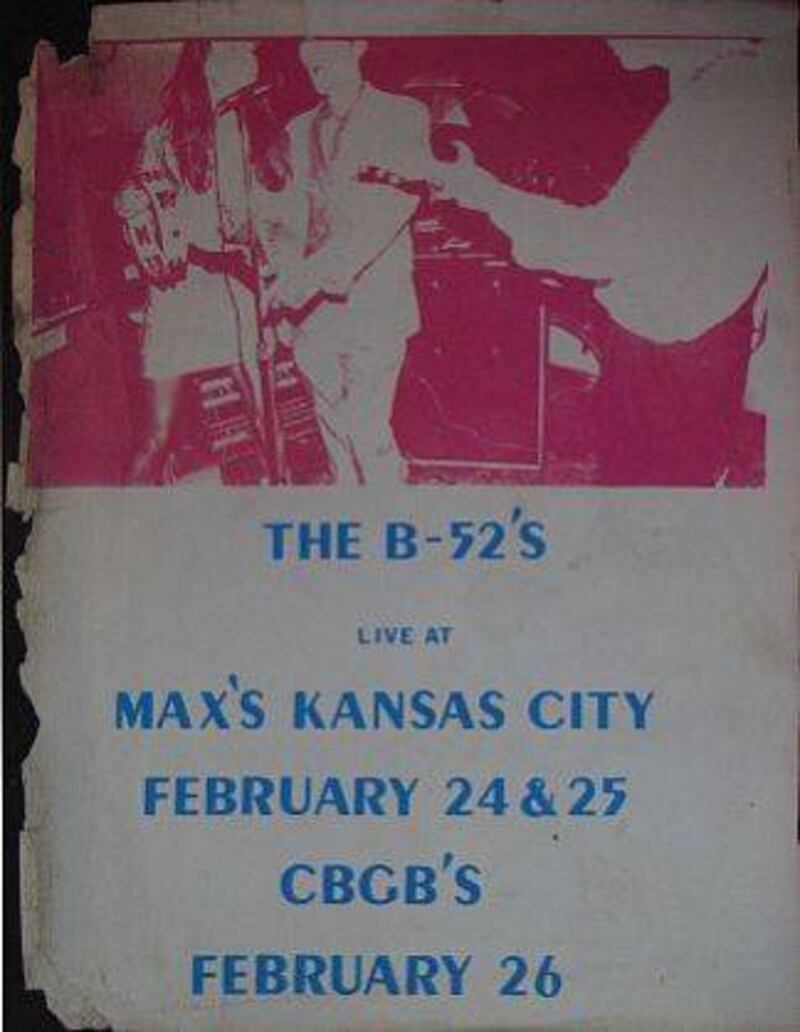 THE B-52'S
LIVE AT
MAX'S KANSAS CITY
FEBRUARY 24 & 25
CBGB'S
FEBRUARY 26